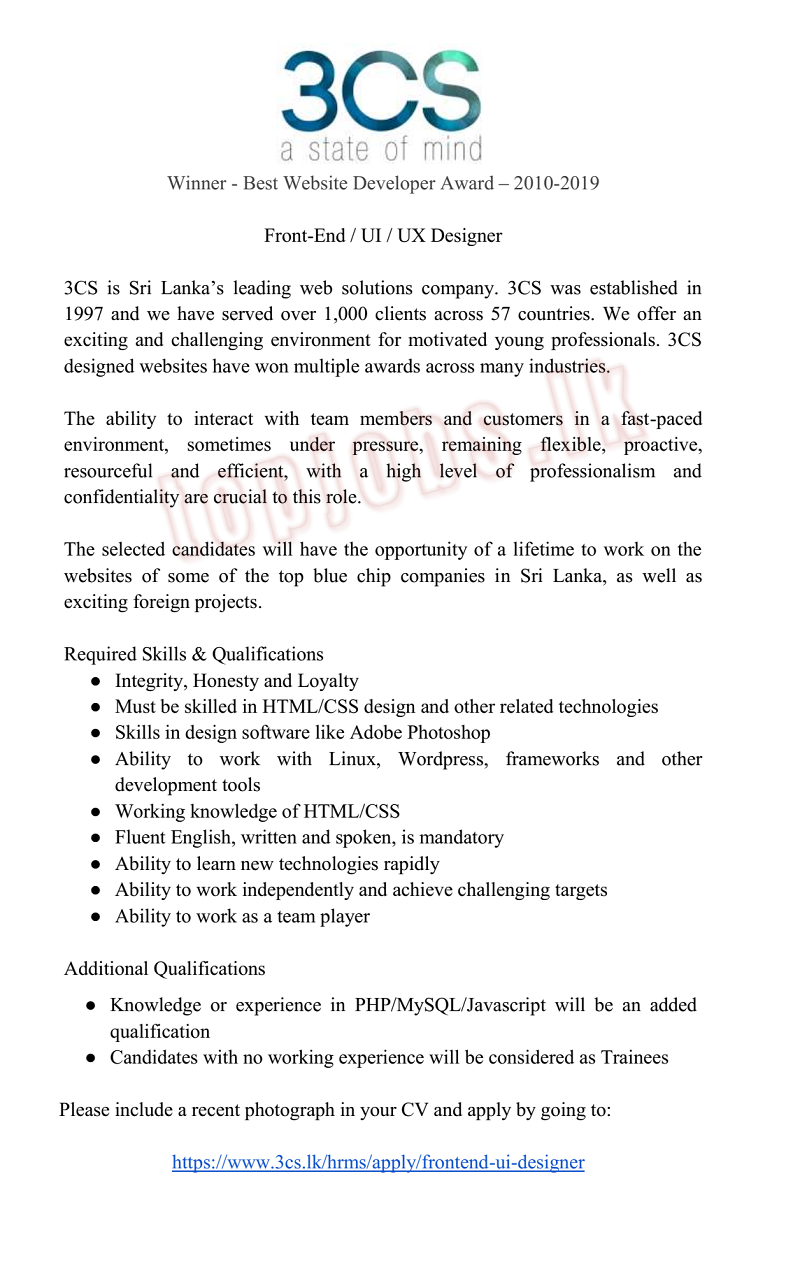 3CS
a state of mind
Winner - Best Website Developer Award – 2010-2019
Front-End / UI / UX Designer
3CS is Sri Lanka’s leading web solutions company. 3CS was established in
1997 and we have served over 1,000 clients across 57 countries. We offer an
exciting and challenging environment for motivated young professionals. 3CS
designed websites have won multiple awards across many industries.
The ability to interact with team members and customers in a fast-paced
environment, sometimes under pressure, remaining flexible, proactive,
resourceful and efficient, with a high level of professionalism and
confidentiality are crucial to this role.
topjobs.lk
The selected candidates will have the opportunity of a lifetime to work on the
websites of some of the top blue chip companies in Sri Lanka, as well as
exciting foreign projects.
Required Skills & Qualifications
● Integrity, Honesty and Loyalty
● Must be skilled in HTML/CSS design and other related technologies
● Skills in design software like Adobe Photoshop
● Ability to work with Linux, Wordpress, frameworks and other
development tools
● Working knowledge of HTML/CSS
● Fluent English, written and spoken, is mandatory
● Ability to learn new technologies rapidly
● Ability to work independently and achieve challenging targets
● Ability to work as a team player
Additional Qualifications
● Knowledge or experience in PHP/MySQL/Javascript will be an added
qualification
● Candidates with no working experience will be considered as Trainees
Please include a recent photograph in your CV and apply by going to:
https://www.3cs.lk/hrms/apply/frontend-ui-designer